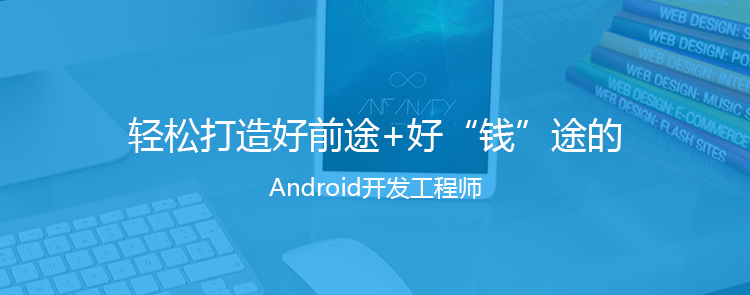 WEB DESIGN: S
WEB DESIGN: PO
WEB DESIGN: INTER
WEB DESIGN: MUSIC S
WEB DESIGN: E-COMMERCE
WEB DESIGN: FLASH SITES
INFINITY
轻松打造好前途+好“钱”途的
Android开发工程师